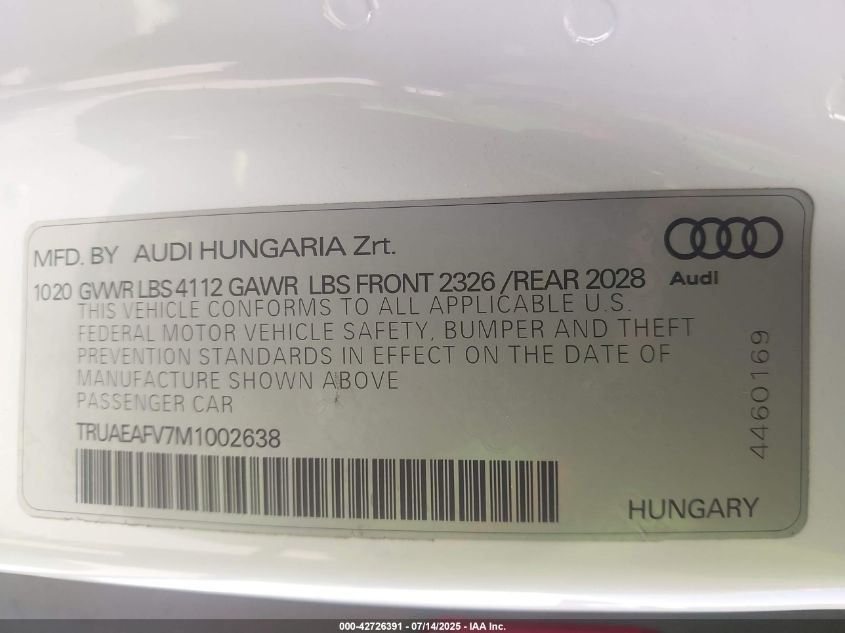 MFD. BY AUDI HUNGARIA Zrt.
1020 GVWR LBS 4112 GAWR LBS FRONT 2326 /REAR 2028
Audi
THIS VEHICLE CONFORMS TO ALL APPLICABLE U.S.
FEDERAL MOTOR VEHICLE SAFETY, BUMPER AND THEFT
PREVENTION STANDARDS IN EFFECT ON THE DATE OF
MANUFACTURE SHOWN ABOVE
PASSENGER CAR
TRUAEAFV7M1002638
4460169
HUNGARY
000-42726391 - 07/14/2025 - IAA Inc.